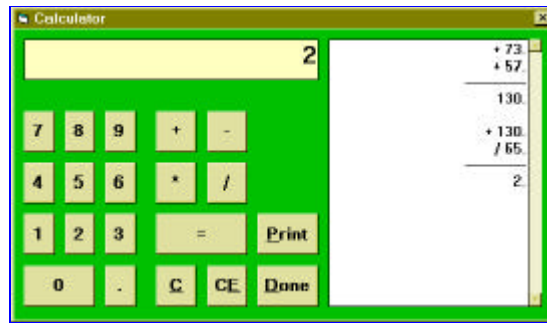 Calculator
2
+ 73.
+ 57.
130.
+ 130.
/ 65.
2.
7 8 9 + -
4 5 6 * /
1 2 3 = Print
0 . C CE Done